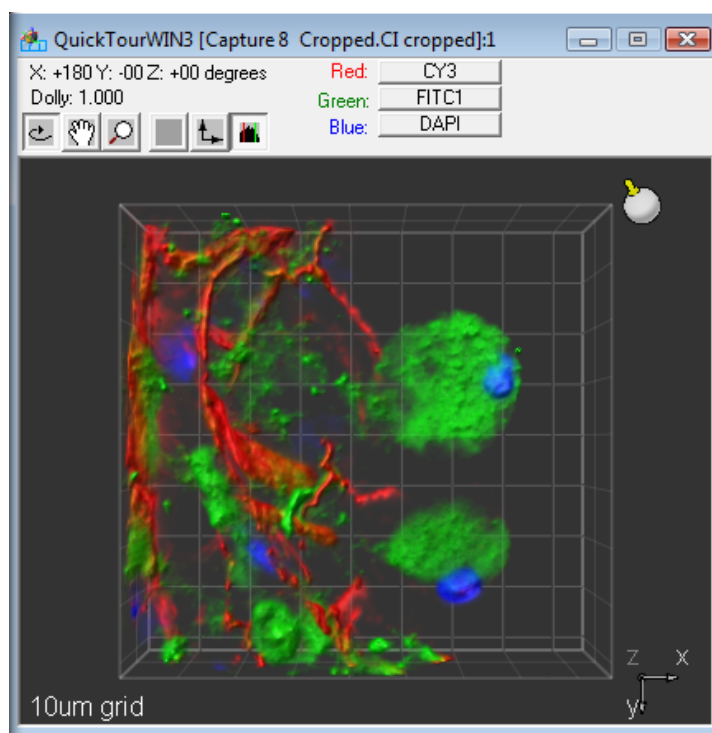 QuickTourWIN3 [Capture 8 Cropped.CI cropped]:1
X: +180 Y: -00 Z: +00 degrees
Dolly: 1.000
Red: CY3
Green: FITC1
Blue: DAPI
Z X
y
10um grid